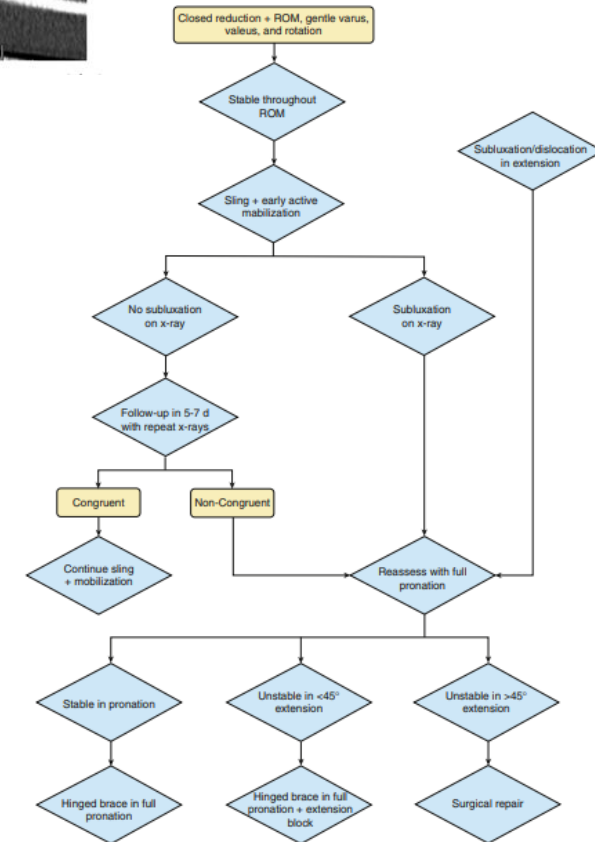 Closed reduction + ROM, gentle varus,
valeus, and rotation
Stable throughout
ROM
Subluxation/dislocation
in extension
Sling + early active
mabilization
No subluxation
on x-ray
Subluxation
on x-ray
Follow-up in 5-7 d
with repeat x-rays
Congruent
Non-Congruent
Continue sling
+ mobilization
Reassess with full
pronation
Stable in pronation
Unstable in <45°
extension
Unstable in >45°
extension
Hinged brace in full
pronation
Hinged brace in full
pronation + extension
block
Surgical repair